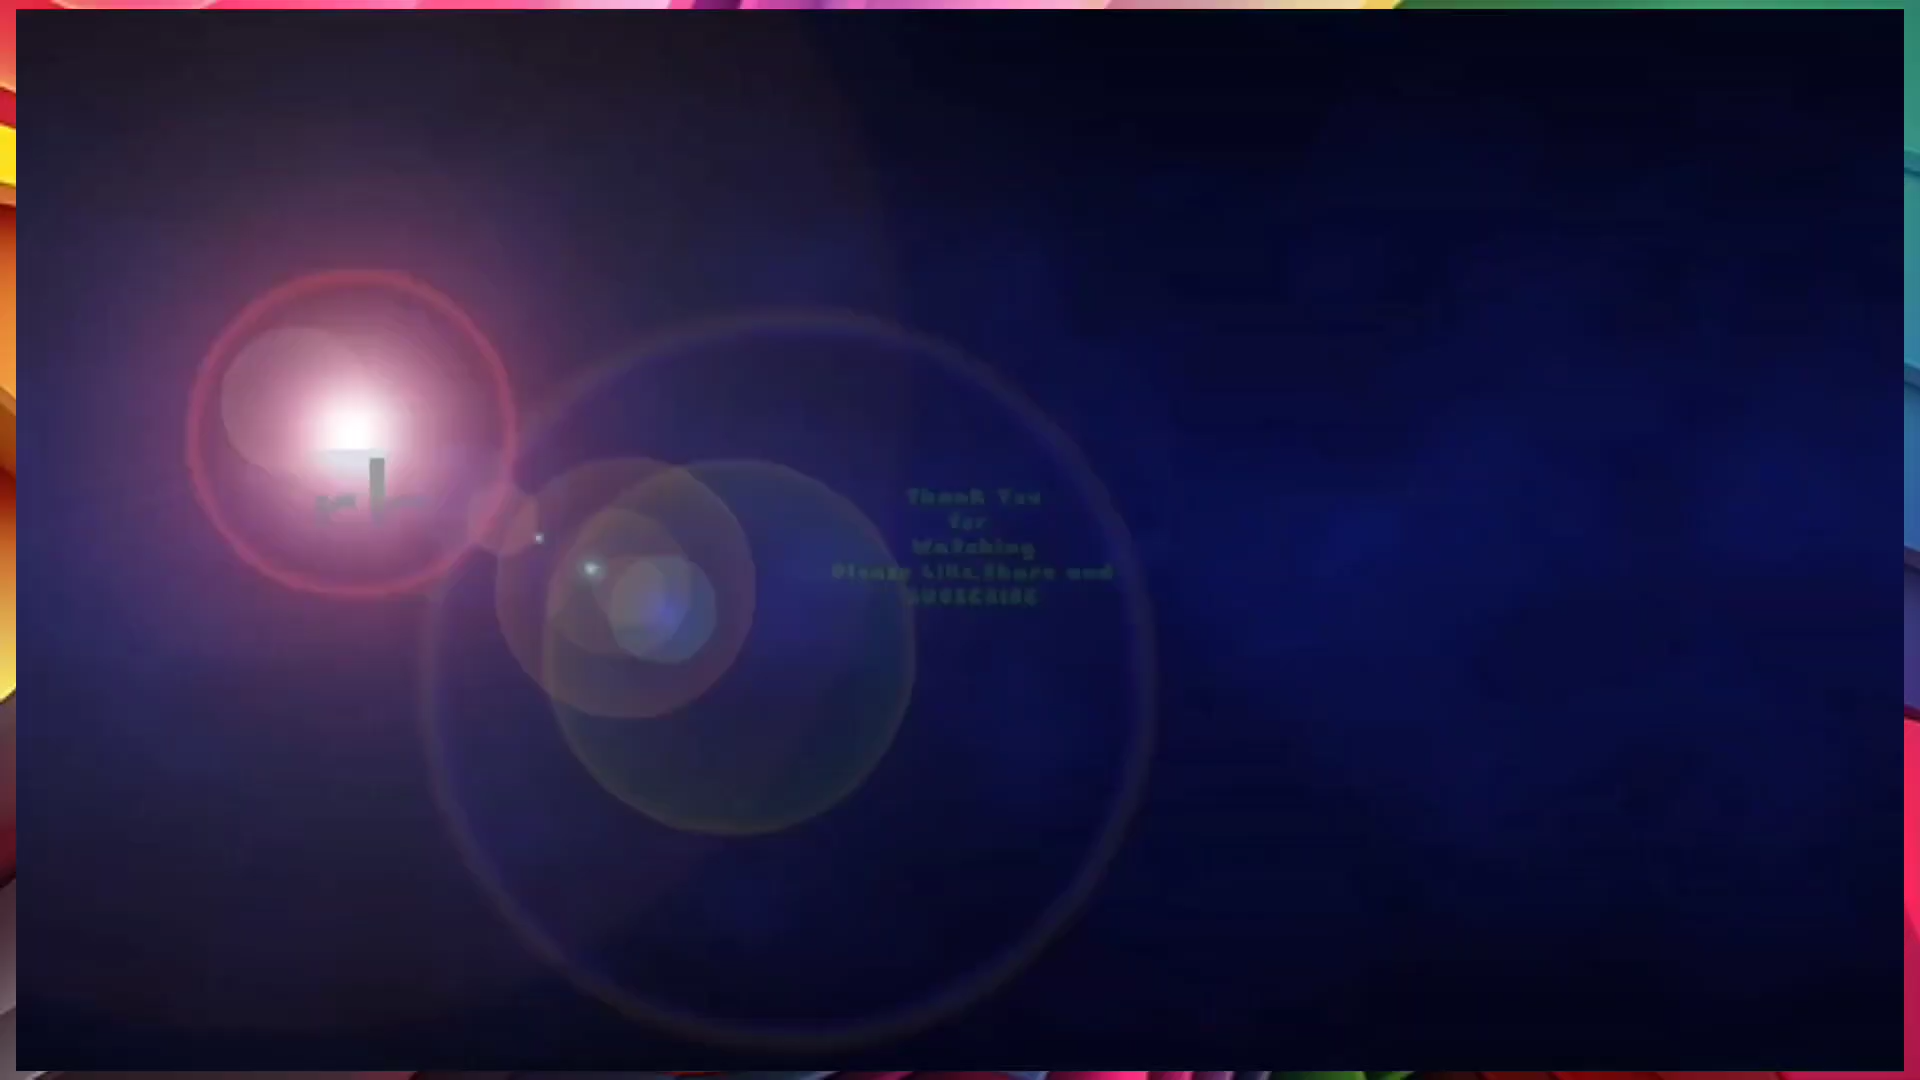 Thank You
for
Watching
Please Like,Share and
SUBSCRIBE